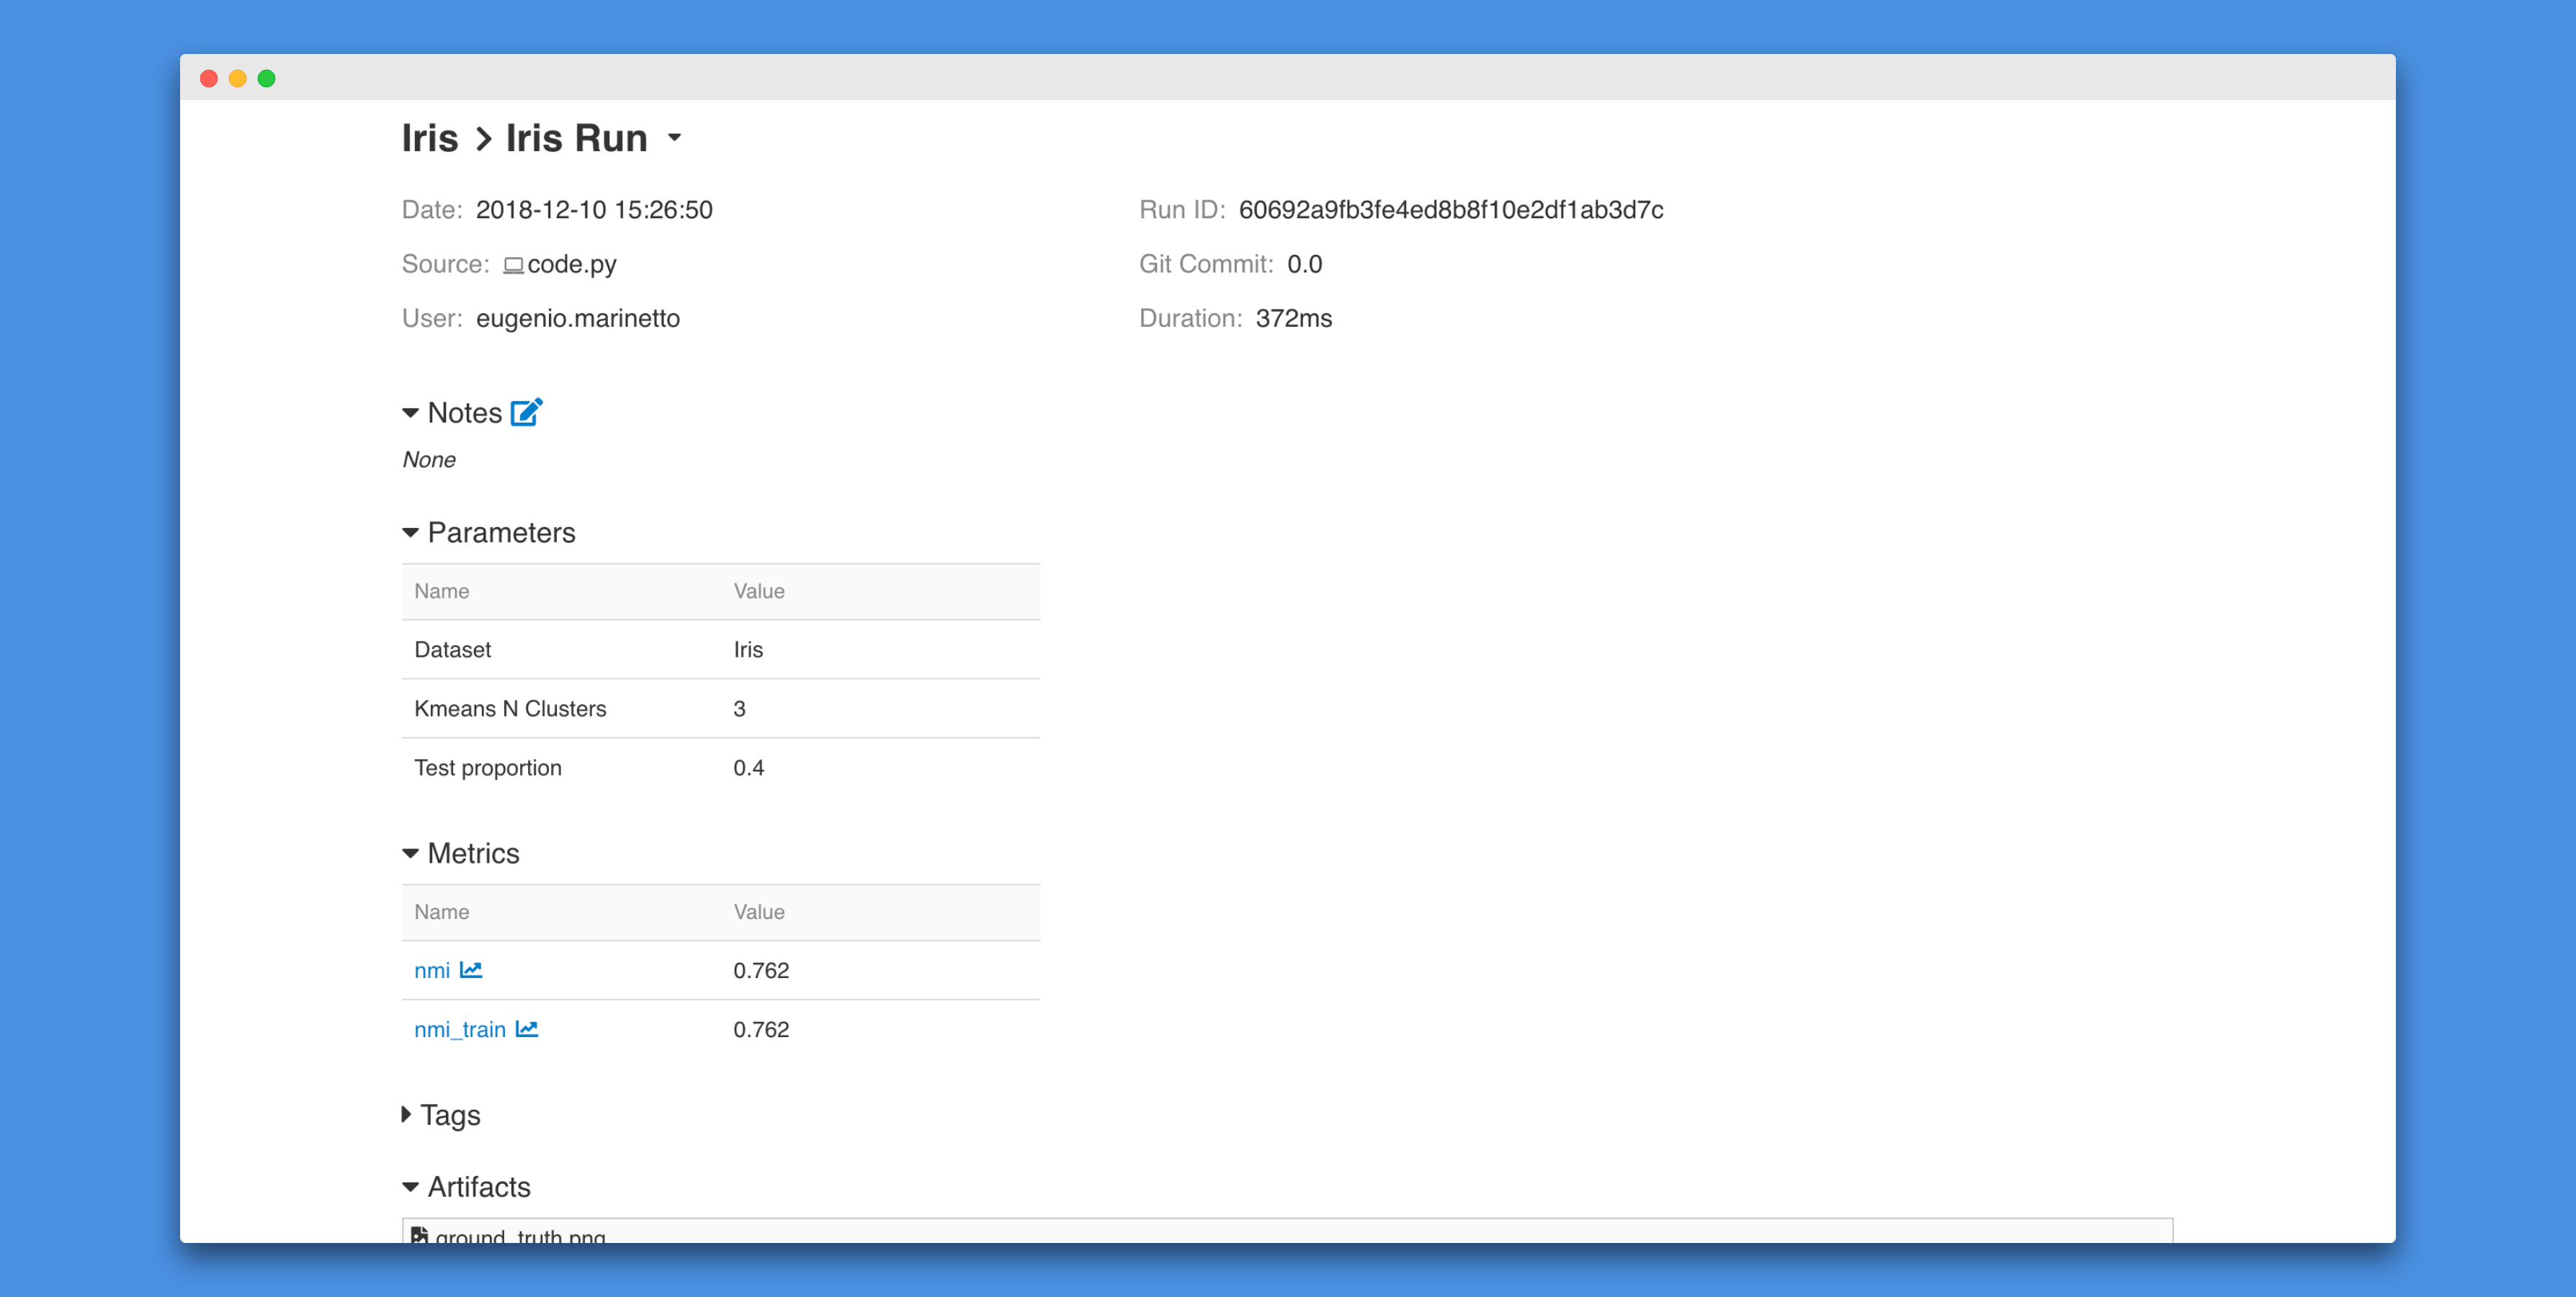 Iris > Iris Run
Date: 2018-12-10 15:26:50
Run ID: 60692a9fb3fe4ed8b8f10e2df1ab3d7c
Source: code.py
Git Commit: 0.0
User: eugenio.marinetto
Duration: 372ms
Notes
None
Parameters
Name Value
Dataset Iris
Kmeans N Clusters 3
Test proportion 0.4
Metrics
Name Value
nmi 0.762
nmi_train 0.762
Tags
Artifacts
ground_truth.png